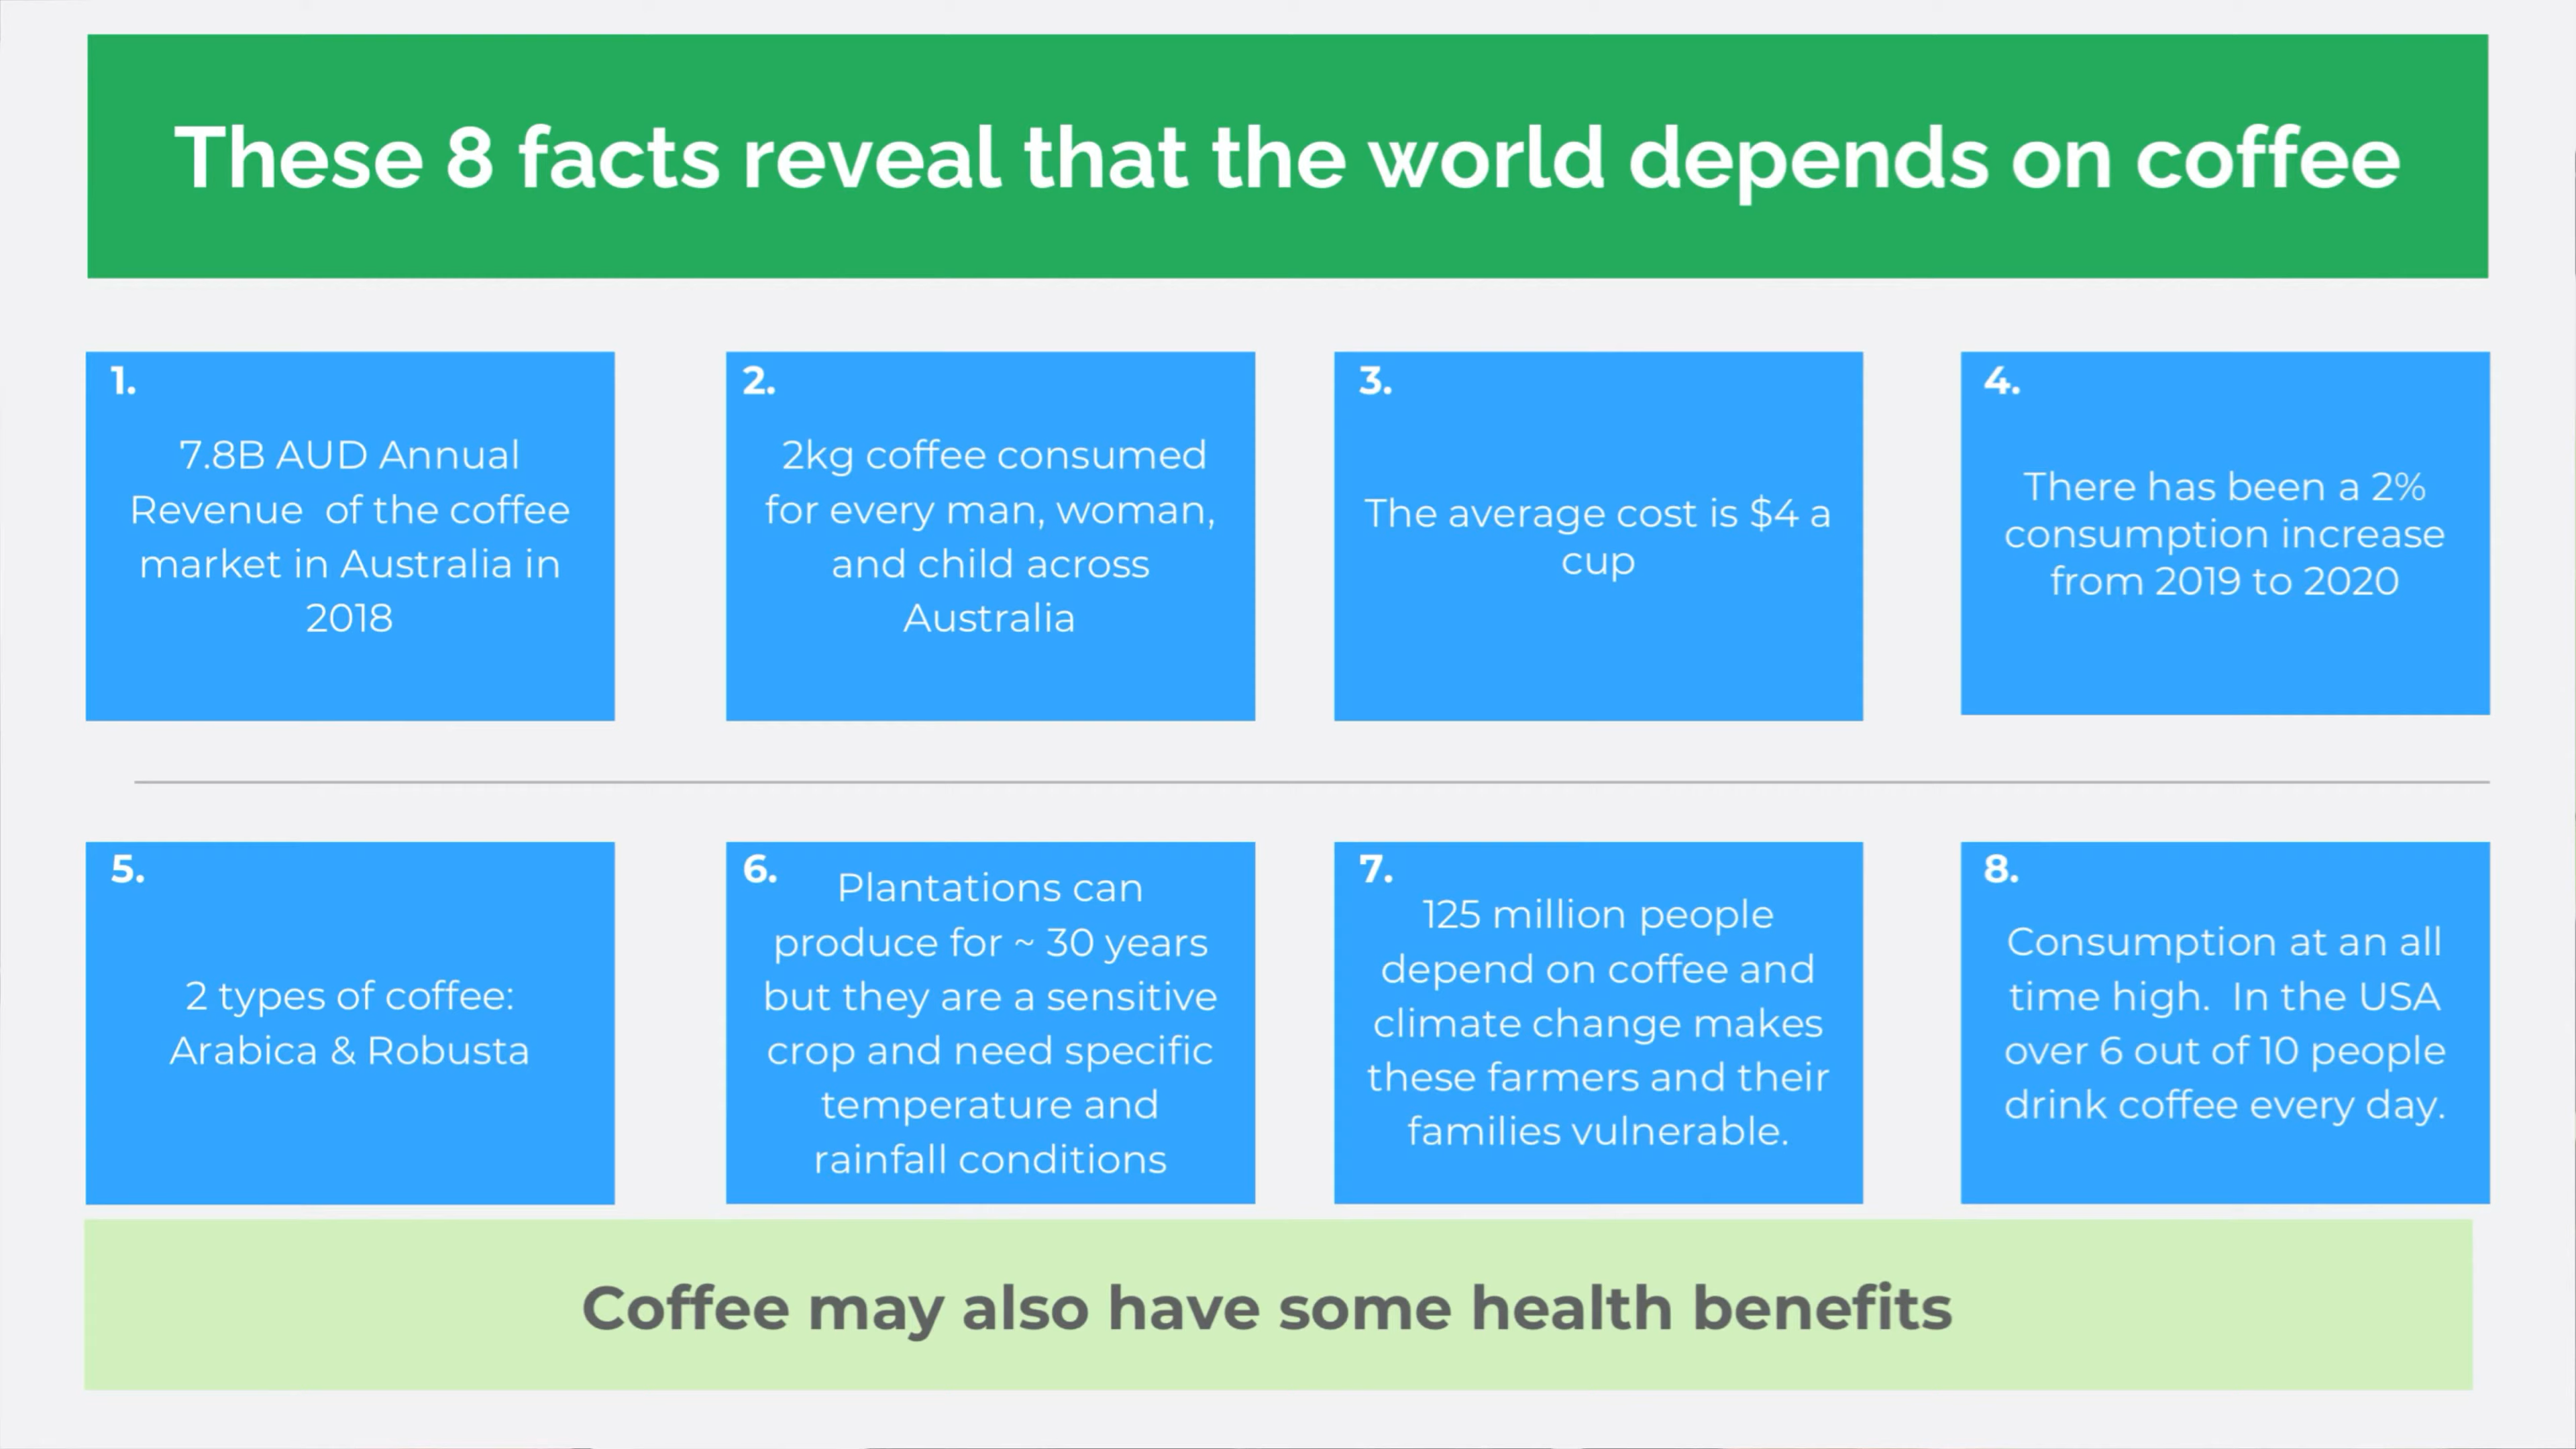 These 8 facts reveal that the world depends on coffee
1.
7.8B AUD Annual
Revenue  of the coffee
market in Australia in
2018
2.
2kg coffee consumed
for every man, woman,
and child across
Australia
3.
The average cost is $4 a
cup
4.
There has been a 2%
consumption increase
from 2019 to 2020
5.
2 types of coffee:
Arabica & Robusta
6.
Plantations can
produce for ~ 30 years
but they are a sensitive
crop and need specific
temperature and
rainfall conditions
7.
125 million people
depend on coffee and
climate change makes
these farmers and their
families vulnerable.
8.
Consumption at an all
time high.  In the USA
over 6 out of 10 people
drink coffee every day.
Coffee may also have some health benefits